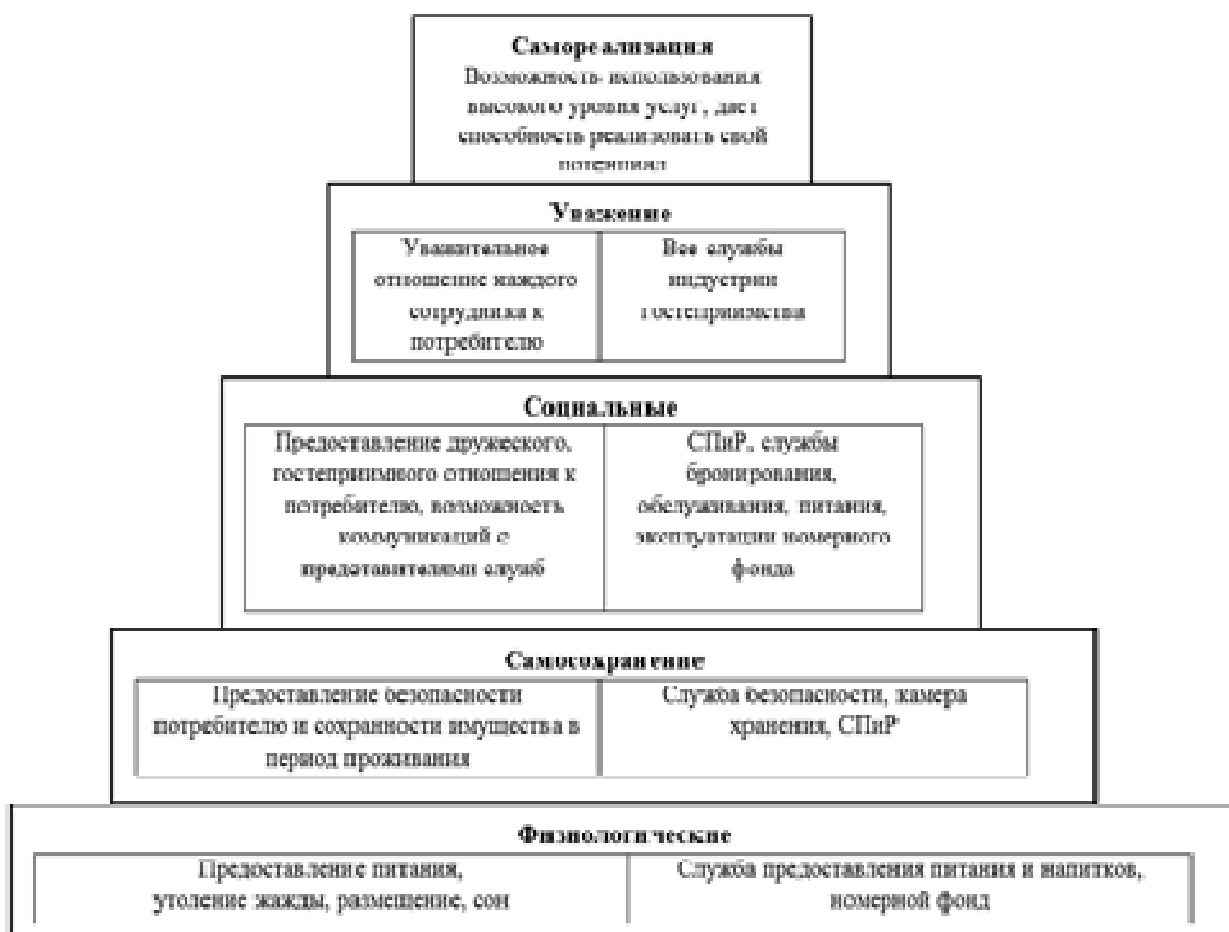 Самореализация
Возможность использования
высокого уровня услуг, дает
способность реализовать свой
потенциал
Уважение
Уважительное
отношение каждого
сотрудника к
потребителю
Все службы
индустрии
гостеприимства
Социальные
Предоставление дружеского,
гостеприимного отношения к
потребителю, возможность
коммуникаций с
представителями служб
СПиР, службы
бронирования,
обслуживания, питания,
эксплуатации номерного
фонда
Самосохранение
Предоставление безопасности
потребителю и сохранности имущества в
период проживания
Служба безопасности, камера
хранения, СПиР
Физиологические
Предоставление питания,
утоление жажды, размещение, сон
Служба предоставления питания и напитков,
номерной фонд